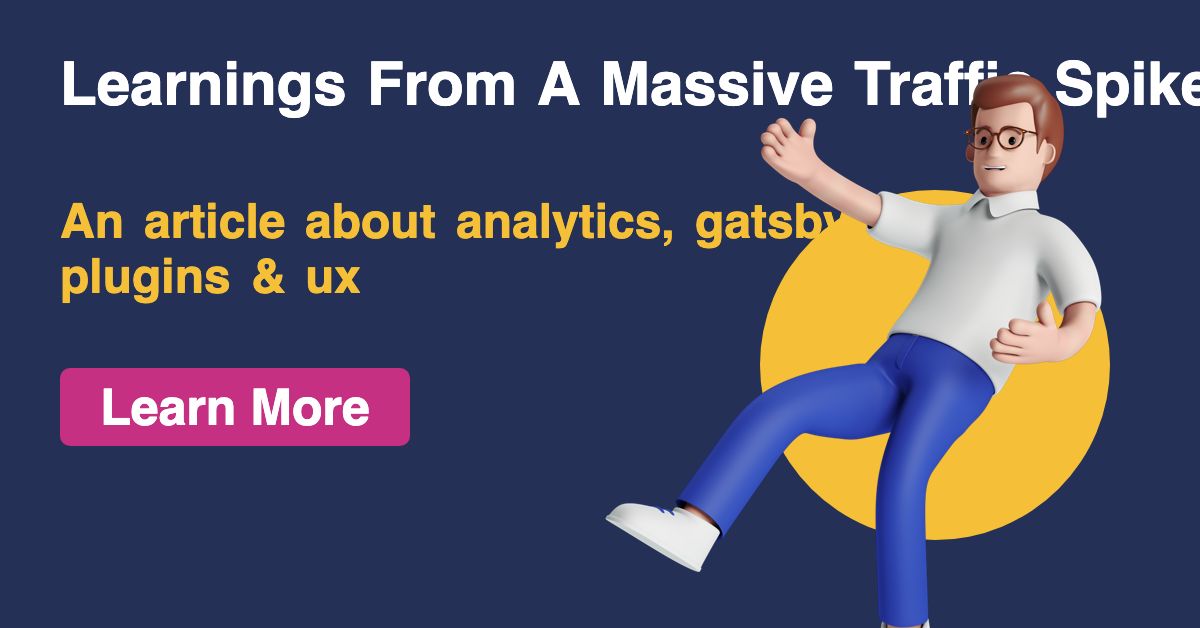 Learnings From A Massive Traffic Spike
An article about analytics, gatsby
plugins & ux
Learn More